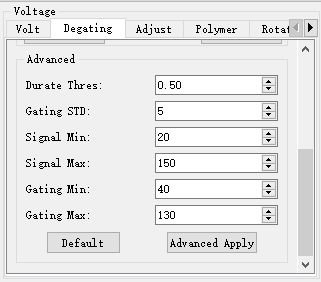 Voltage
Volt Degating Adjust Polymer Rotat
Advanced
Durate Thres: 0.50
Gating STD: 5
Signal Min: 20
Signal Max: 150
Gating Min: 40
Gating Max: 130
Default Advanced Apply